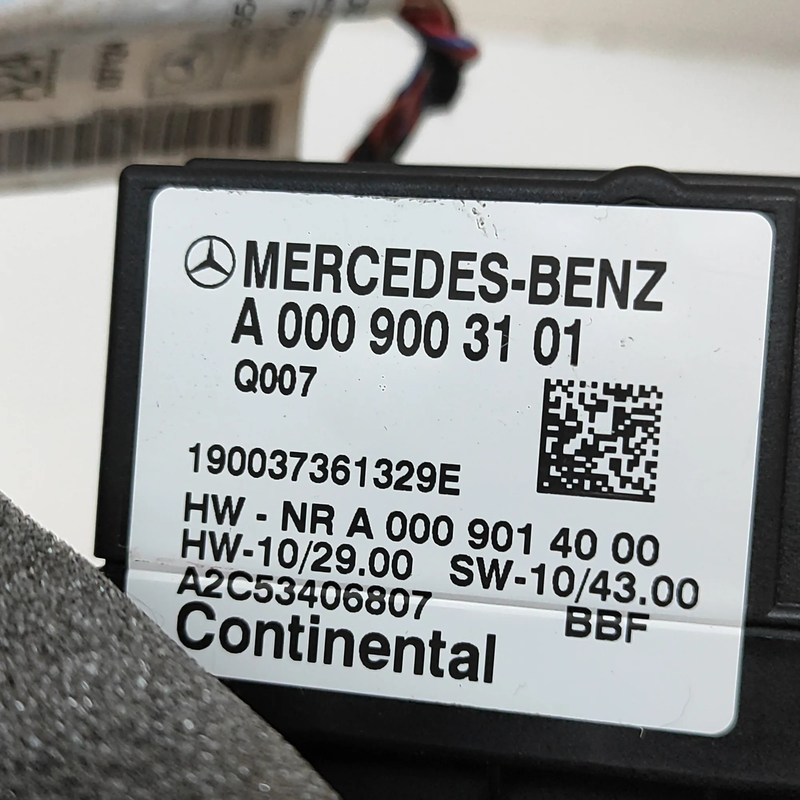 MERCEDES-BENZ
A 000 900 31 01
Q007
190037361329E
HW - NR A 000 901 40 00
HW-10/29.00 SW-10/43.00
A2C53406807 BBF
Continental